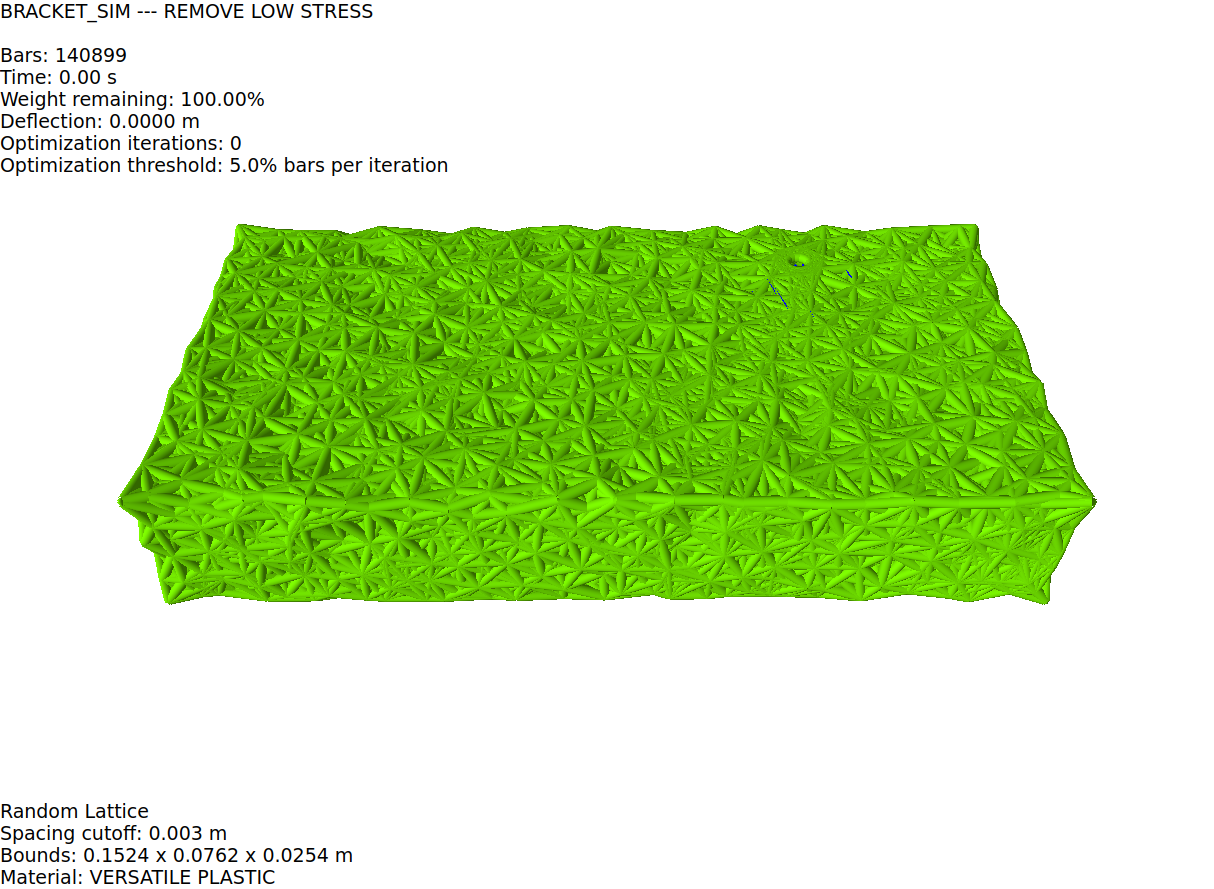 BRACKET_SIM --- REMOVE LOW STRESS
Bars: 140899
Time: 0.00 s
Weight remaining: 100.00%
Deflection: 0.0000 m
Optimization iterations: 0
Optimization threshold: 5.0% bars per iteration
Random Lattice
Spacing cutoff: 0.003 m
Bounds: 0.1524 x 0.0762 x 0.0254 m
Material: VERSATILE PLASTIC